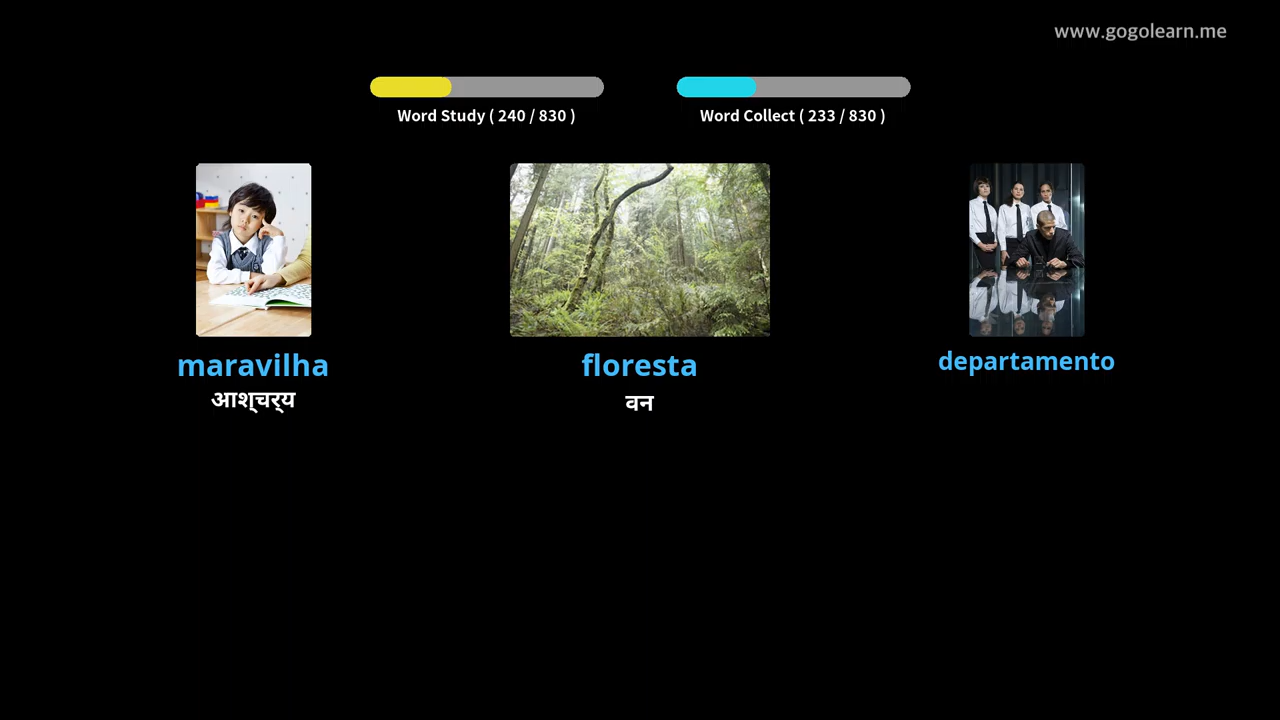 www.gogolearn.me
Word Study ( 240 / 830 )
Word Collect ( 233 / 830 )
maravilha
आश्चर्य
floresta
वन
departamento